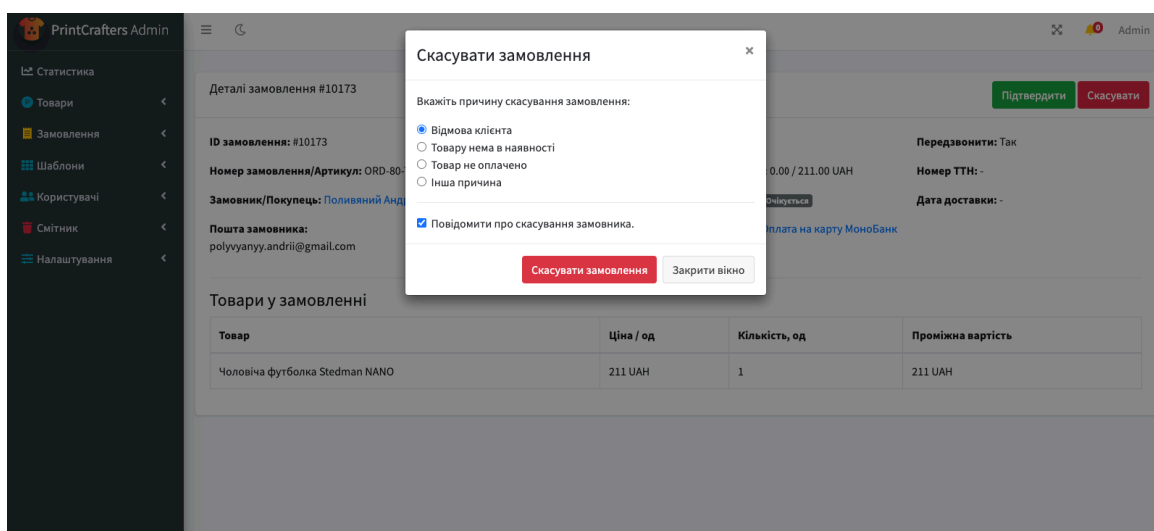 PrintCrafters Admin
0
Admin
Статистика
Товари
Замовлення
Шаблони
Користувачі
Смітник
Налаштування
Деталі замовлення #10173
Підтвердити
Скасувати
Скасувати замовлення
×
Вкажіть причину скасування замовлення:
Відмова клієнта
Товару нема в наявності
Товар не оплачено
Інша причина
Повідомити про скасування замовника.
Скасувати замовлення
Закрити вікно
ID замовлення: #10173
Передзвонити: Так
Номер замовлення/Артикул: ORD-80-
: 0.00 / 211.00 UAH
Номер ТТН: -
Замовник/Покупець: Поливяний
Очікується
Дата доставки: -
Пошта замовника:
polyvyanyy.andrii@gmail.com
Оплата на карту МоноБанк
Товари у замовленні
Товар Ціна / од Кількість, од Проміжна вартість
Чоловіча футболка Stedman NANO 211 UAH 1 211 UAH